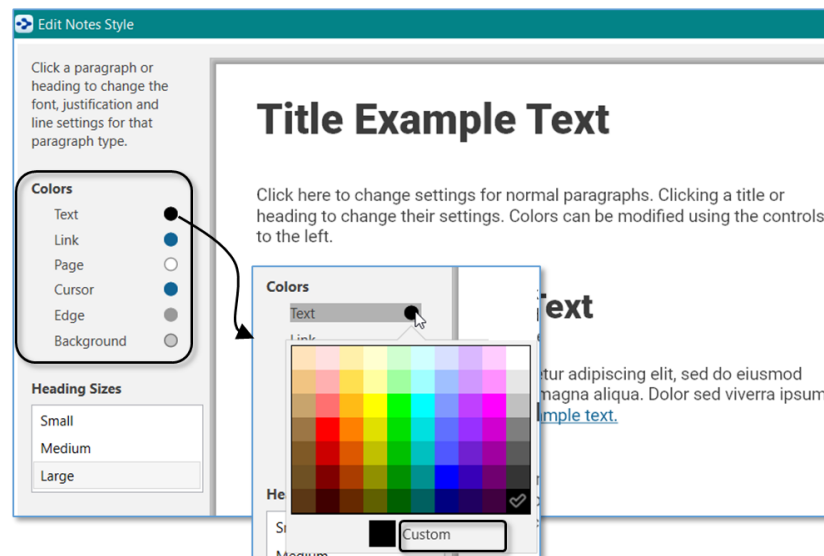 Edit Notes Style
Click a paragraph or
heading to change the
font, justification and
line settings for that
paragraph type.
Colors
Text
Link
Page
Cursor
Edge
Background
Heading Sizes
Small
Medium
Large
Title Example Text
Click here to change settings for normal paragraphs. Clicking a title or
heading to change their settings. Colors can be modified using the controls
to the left.
Text
etur adipiscing elit, sed do eiusmod
magna aliqua. Dolor sed viverra ipsum
mple text.
Colors
Text
Link
He
Sr
Medium
Custom